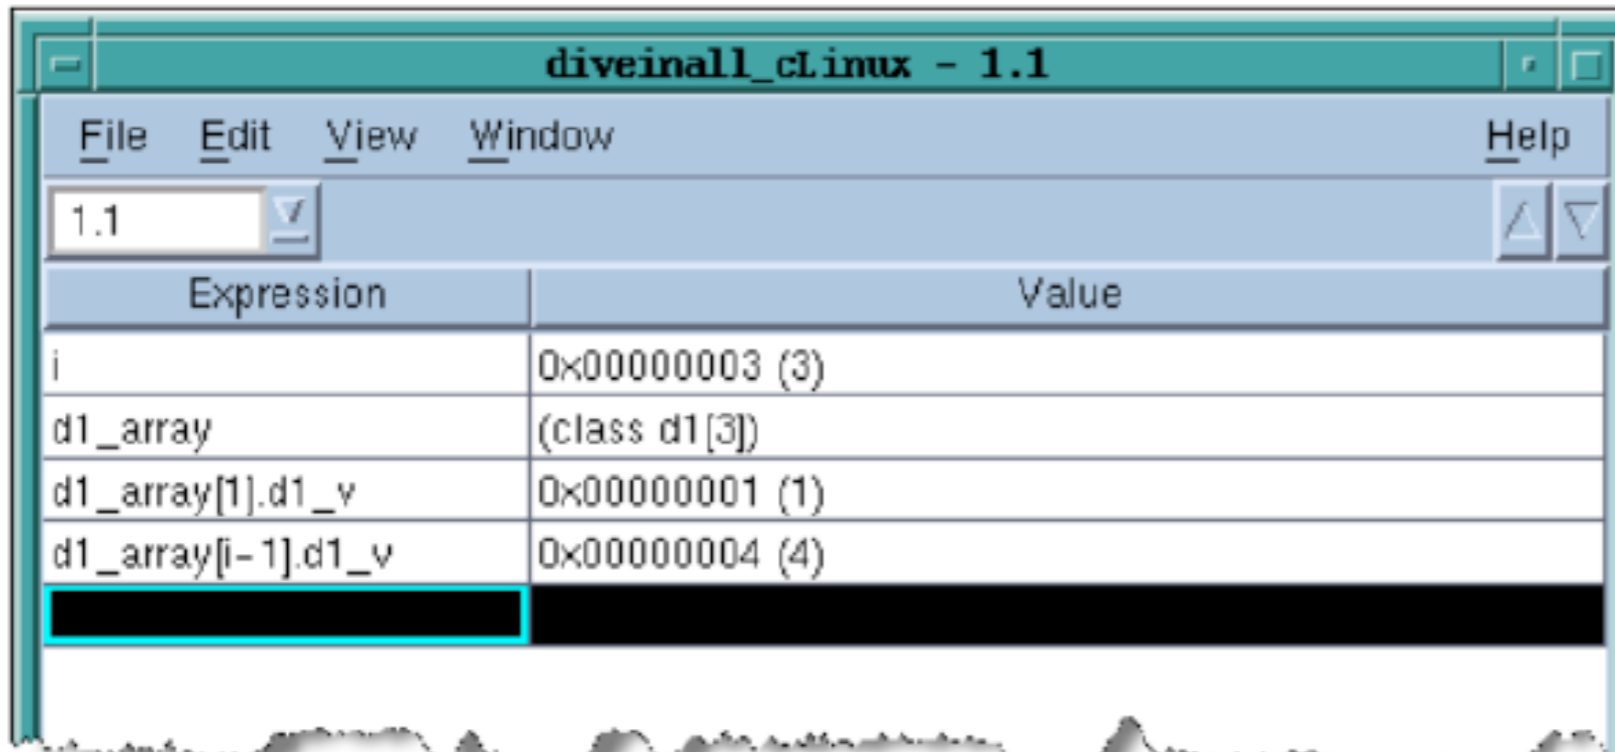 diveinall_cLinux - 1.1
File Edit View Window Help
1.1
Expression Value
i 0x00000003 (3)
d1_array (class d1[3])
d1_array[1].d1_v 0x00000001 (1)
d1_array[i-1].d1_v 0x00000004 (4)